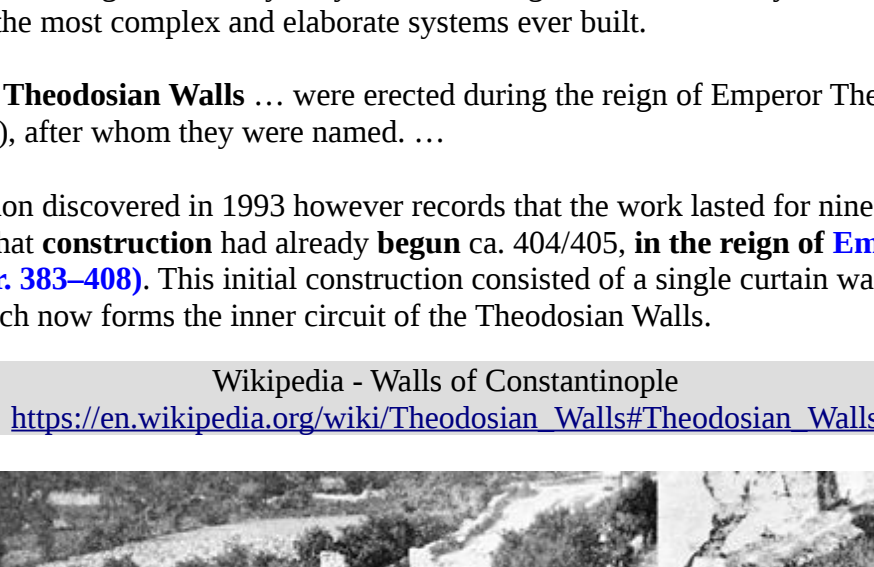 the most complex and elaborate systems ever built.
Theodosian Walls … were erected during the reign of Emperor The
), after whom they were named. …
on discovered in 1993 however records that the work lasted for nine
hat construction had already begun ca. 404/405, in the reign of Em
r. 383–408). This initial construction consisted of a single curtain wa
ch now forms the inner circuit of the Theodosian Walls.
Wikipedia - Walls of Constantinople
https://en.wikipedia.org/wiki/Theodosian_Walls#Theodosian_Walls